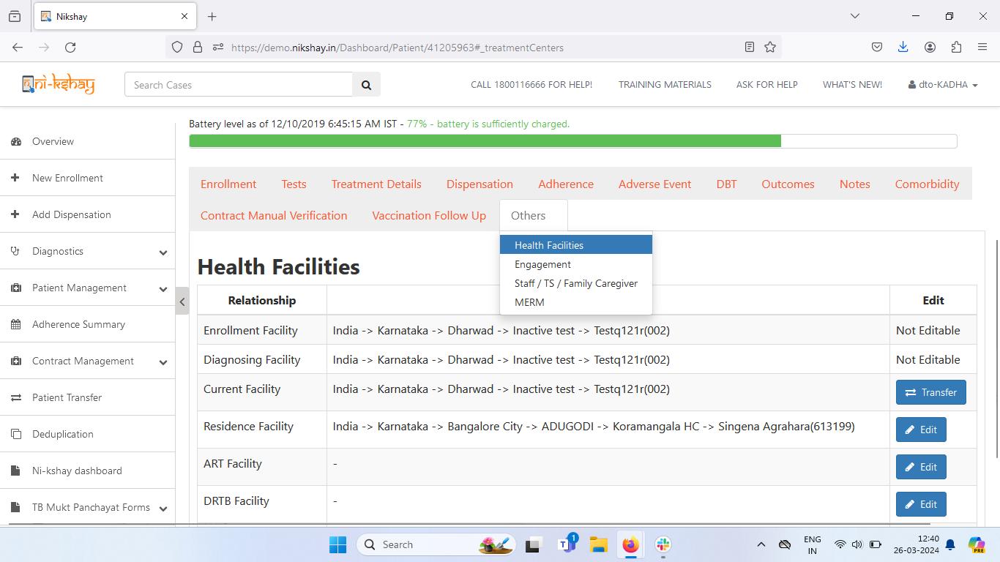 Nikshay
https://demo.nikshay.in/Dashboard/Patient/41205963#_treatmentCenters
ni-kshay
Search Cases
CALL 1800116666 FOR HELP!
TRAINING MATERIALS
ASK FOR HELP
WHAT'S NEW!
dto-KADHA
Battery level as of 12/10/2019 6:45:15 AM IST - 77% - battery is sufficiently charged.
Overview
New Enrollment
Add Dispensation
Diagnostics
Patient Management
Adherence Summary
Contract Management
Patient Transfer
Deduplication
Ni-kshay dashboard
TB Mukt Panchayat Forms
Enrollment Tests Treatment Details Dispensation Adherence Adverse Event DBT Outcomes Notes Comorbidity
Contract Manual Verification Vaccination Follow Up Others
Health Facilities
Engagement
Staff / TS / Family Caregiver
MERM
Health Facilities
Relationship Edit
Enrollment Facility India -> Karnataka -> Dharwad -> Inactive test -> Testq121r(002) Not Editable
Diagnosing Facility India -> Karnataka -> Dharwad -> Inactive test -> Testq121r(002) Not Editable
Current Facility India -> Karnataka -> Dharwad -> Inactive test -> Testq121r(002) Transfer
Residence Facility India -> Karnataka -> Bangalore City -> ADUGODI -> Koramangala HC -> Singena Agrahara(613199) Edit
ART Facility - Edit
DRTB Facility - Edit
Search
1
ENG
IN
12:40
26-03-2024
PRE